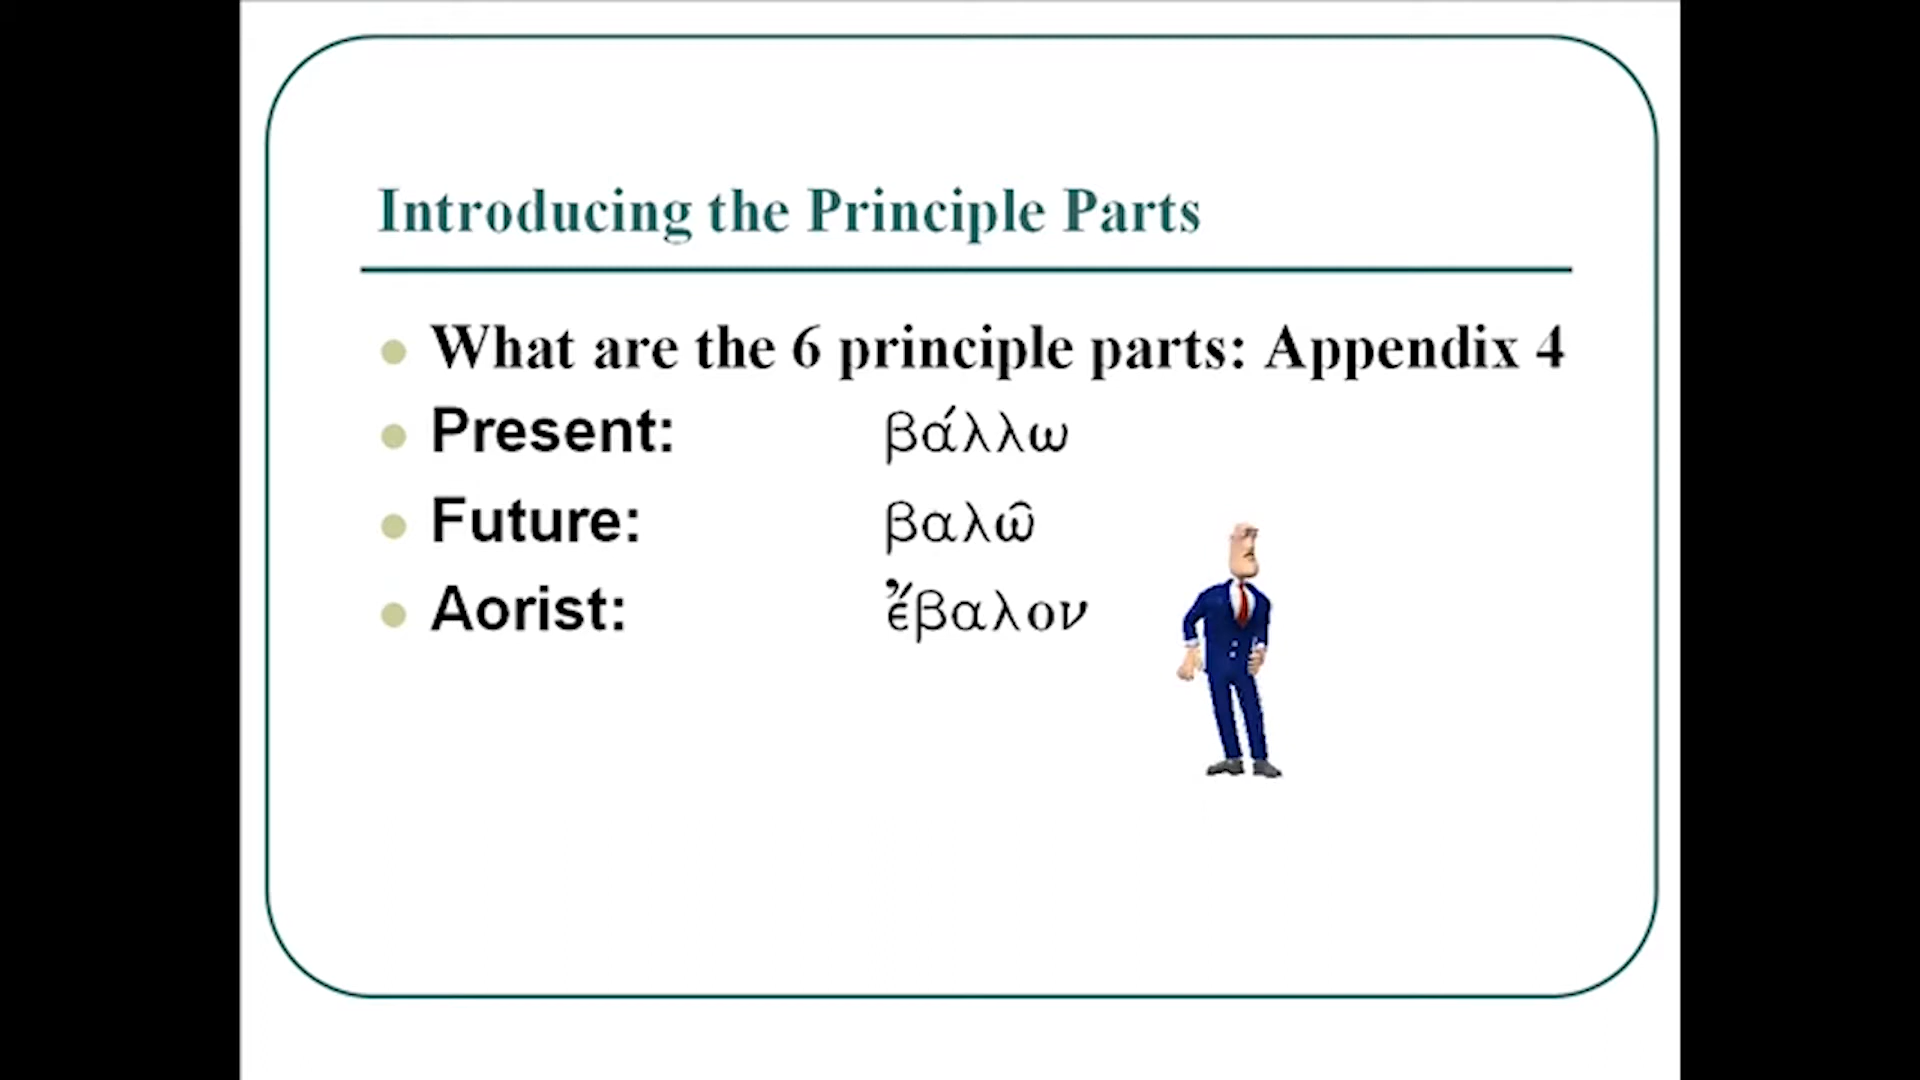 Introducing the Principle Parts
What are the 6 principle parts: Appendix 4
Present: βάλλω
Future: βαλῶ
Aorist: ἔβαλον